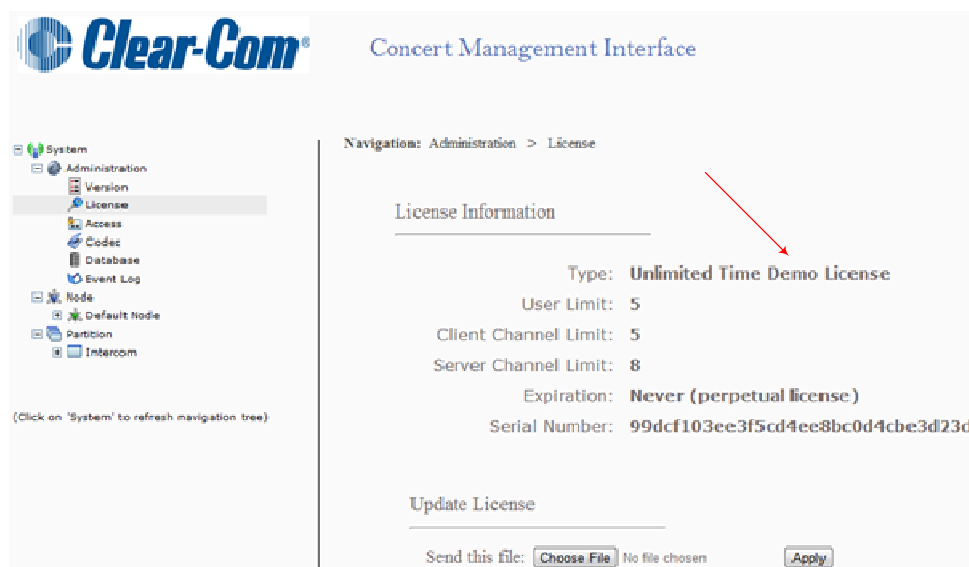 Clear-Com®
Concert Management Interface
System
Administration
Version
License
Access
Codec
Database
Event Log
Node
Default Node
Partition
Intercom
(Click on 'System' to refresh navigation tree)
Navigation: Administration > License
License Information
Type: Unlimited Time Demo License
User Limit: 5
Client Channel Limit: 5
Server Channel Limit: 8
Expiration: Never (perpetual license)
Serial Number: 99dcf103ee3f5cd4ee8bc0d4cbe3d23d
Update License
Send this file: Choose File No file chosen Apply